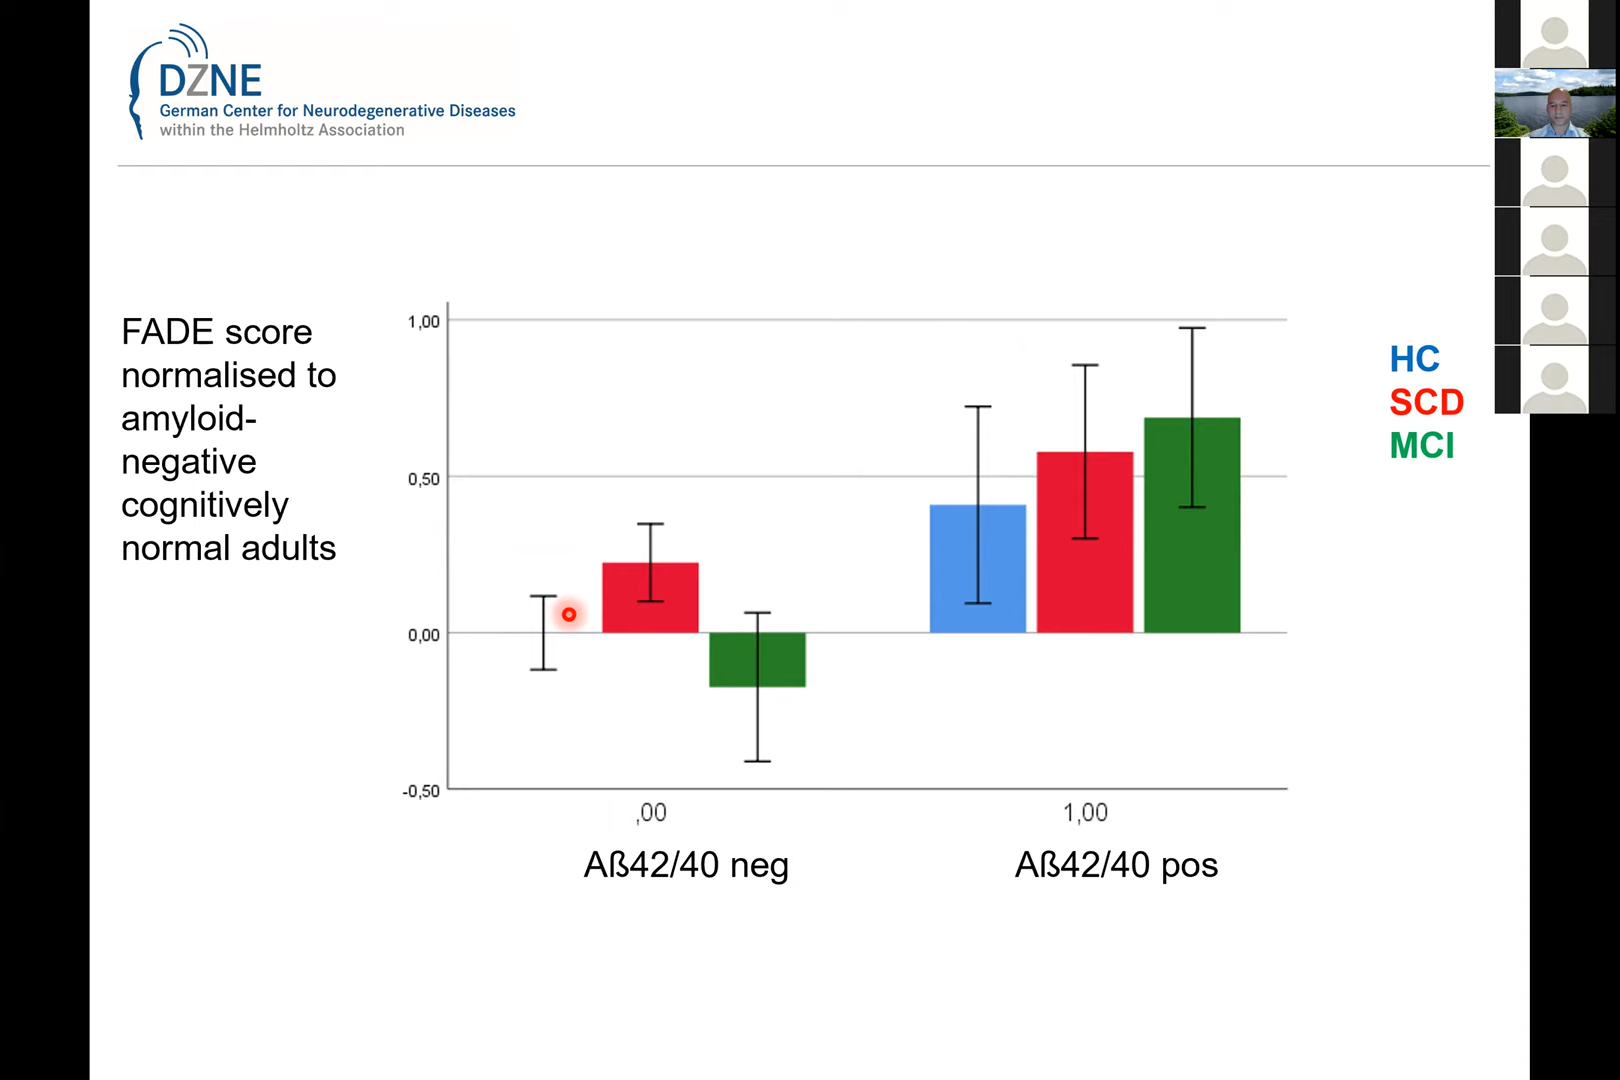 DZNE
German Center for Neurodegenerative Diseases
within the Helmholtz Association
FADE score
normalised to
amyloid-
negative
cognitively
normal adults
1,00
0,50
0,00
-0,50
,00
1,00
Aß42/40 neg
Aß42/40 pos
HC
SCD
MCI